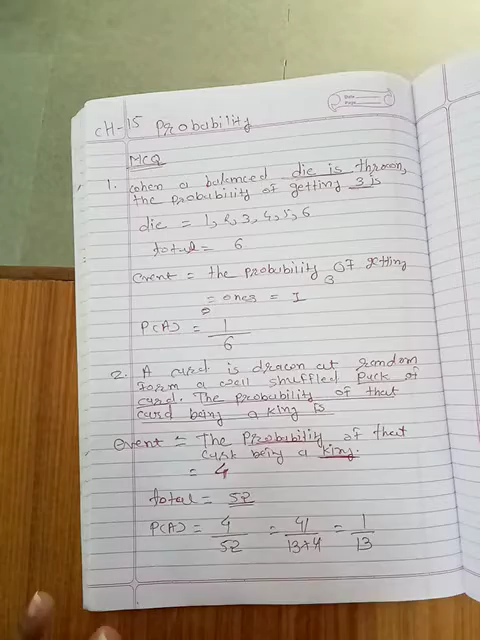 Date
Page
CH-15 Probability
MCQ
1. when a balanced die is thrown,
the probability of getting 3 is
die = 1, 2, 3, 4, 5, 6
total = 6
event = the probability of getting
3
= ones = 1
P(A) = 1/6
2. A card is drawn at random
form a well shuffled Pack of
card. The probability of that
card being a king is
event = The probability of that
cark being a king.
= 4
total = 52
P(A) = 4/52 = 4/13×4 = 1/13